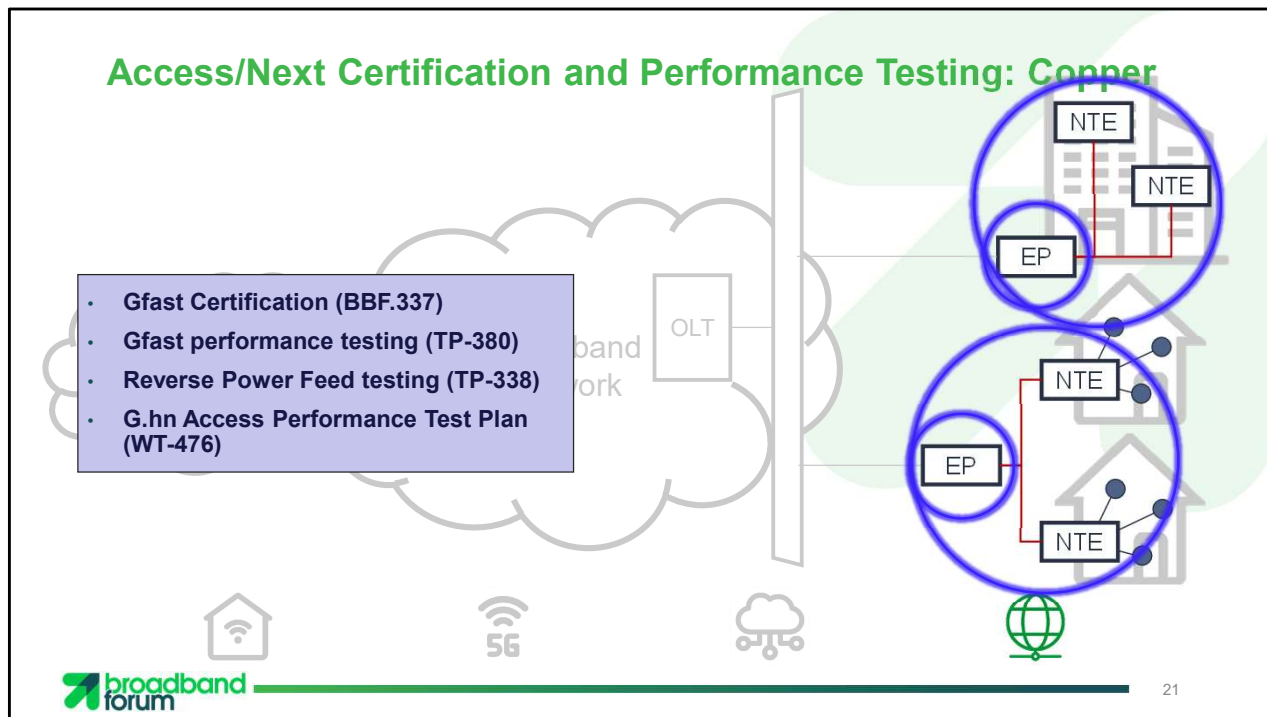 Access/Next Certification and Performance Testing: Copper
NTE
NTE
EP
• Gfast Certification (BBF.337)
• Gfast performance testing (TP-380)
• Reverse Power Feed testing (TP-338)
• G.hn Access Performance Test Plan
(WT-476)
OLT
band
ork
NTE
EP
NTE
5G
broadband
forum
21